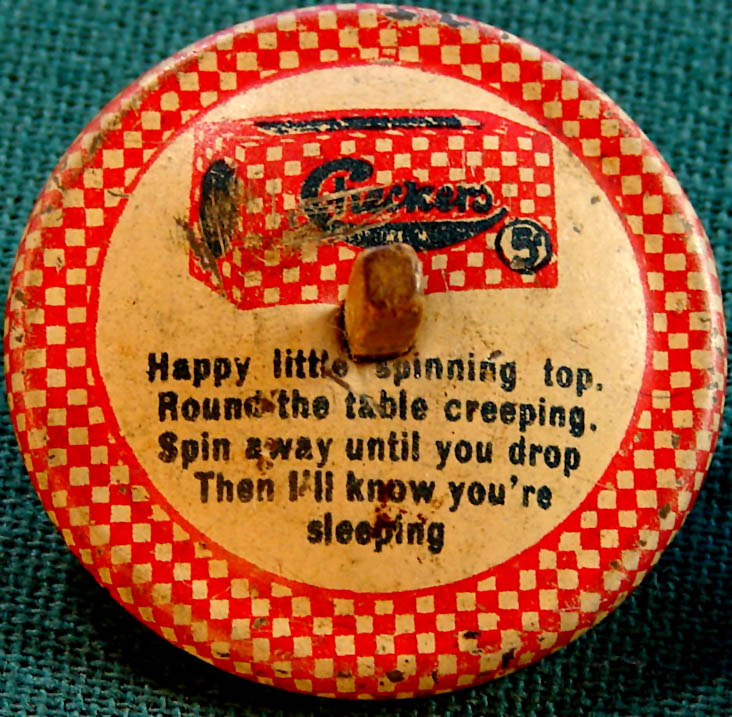 Checkers
5¢
Happy little spinning top.
Round the table creeping.
Spin away until you drop
Then I'll know you're
sleeping